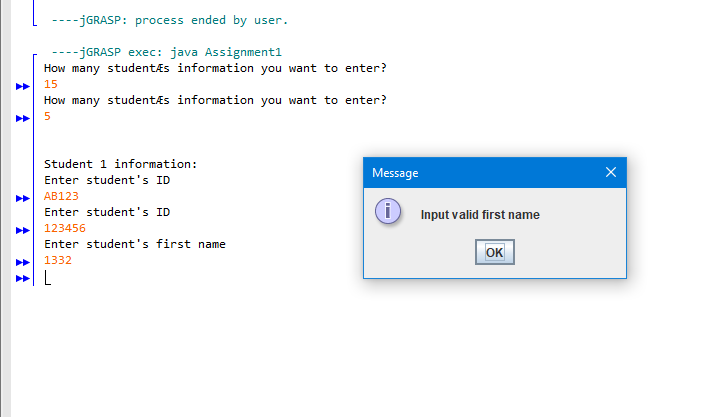 ----jGRASP: process ended by user.
----jGRASP exec: java Assignment1
How many studentÆs information you want to enter?
15
How many studentÆs information you want to enter?
5
Student 1 information:
Enter student's ID
AB123
Enter student's ID
123456
Enter student's first name
1332
Message
Input valid first name
OK